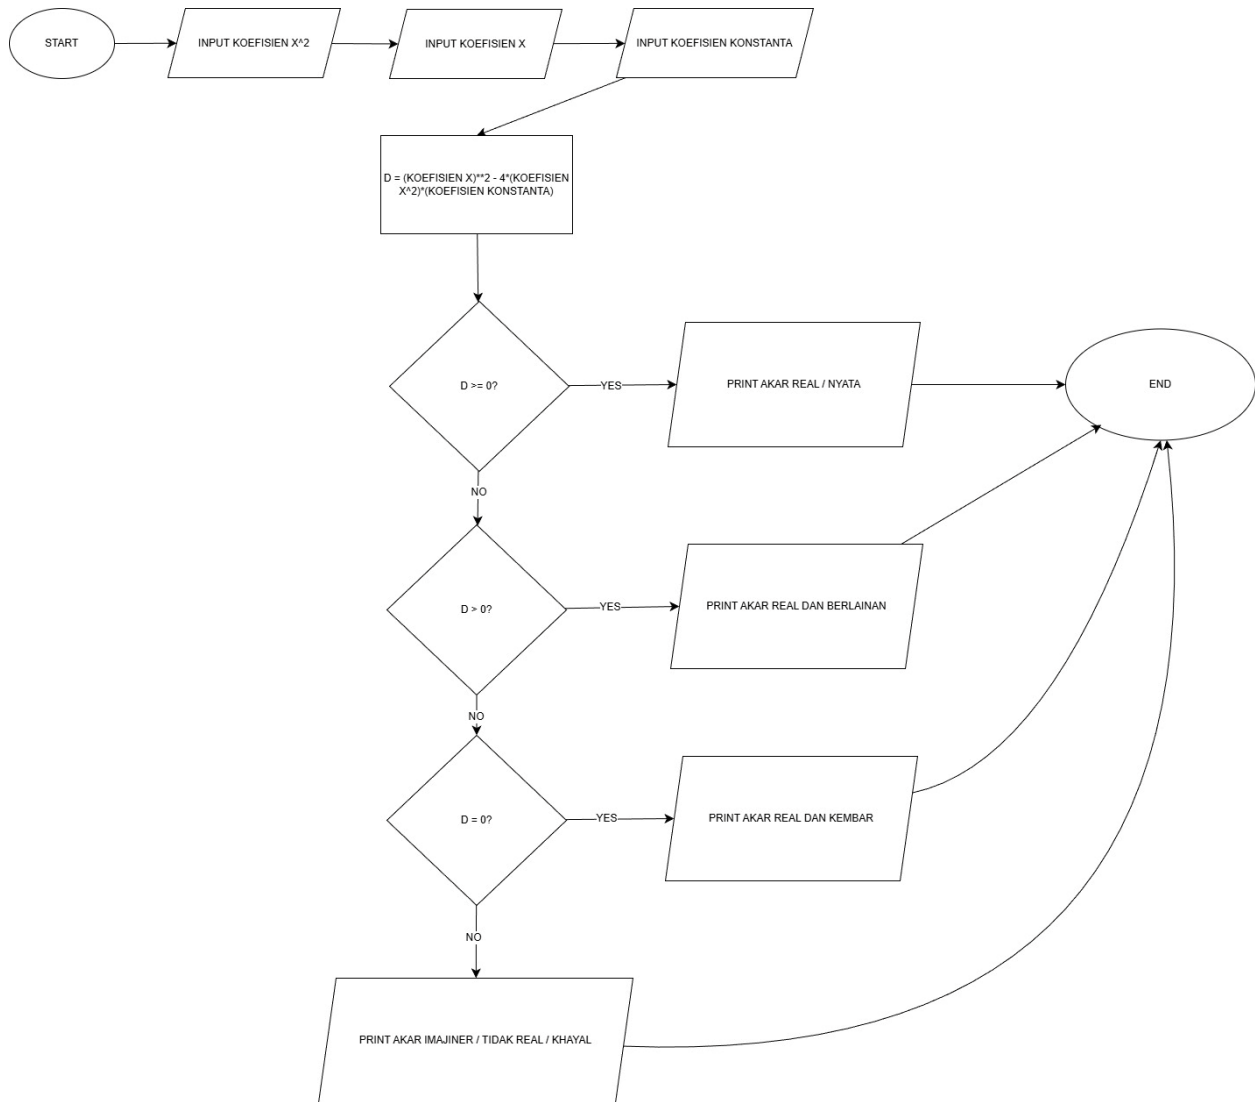 START
INPUT KOEFISIEN X^2
INPUT KOEFISIEN X
INPUT KOEFISIEN KONSTANTA
D = (KOEFISIEN X)**2 - 4*(KOEFISIEN
X^2)*(KOEFISIEN KONSTANTA)
D >= 0?
YES
PRINT AKAR REAL / NYATA
END
NO
D > 0?
YES
PRINT AKAR REAL DAN BERLAINAN
NO
D = 0?
YES
PRINT AKAR REAL DAN KEMBAR
NO
PRINT AKAR IMAJINER / TIDAK REAL / KHAYAL